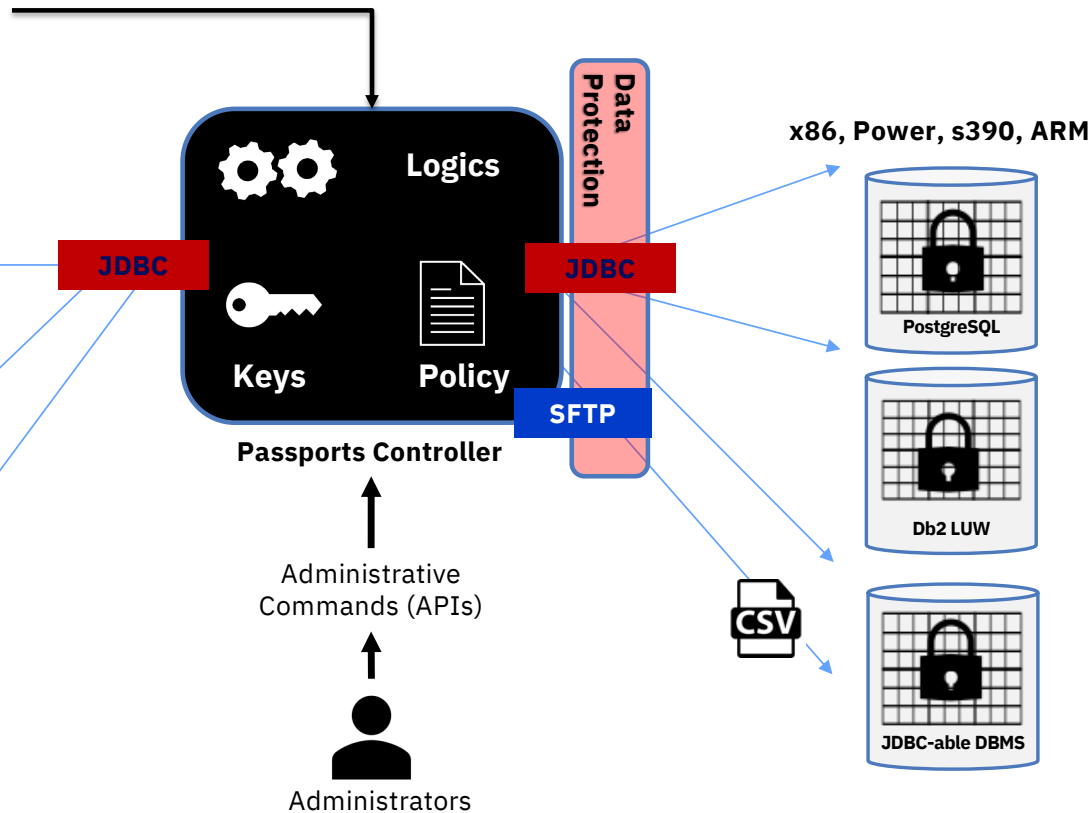 x86, Power, s390, ARM
Data
Protection
Logics
JDBC
JDBC
Keys
Policy
SFTP
Passports Controller
Administrative
Commands (APIs)
Administrators
CSV
PostgreSQL
Db2 LUW
JDBC-able DBMS